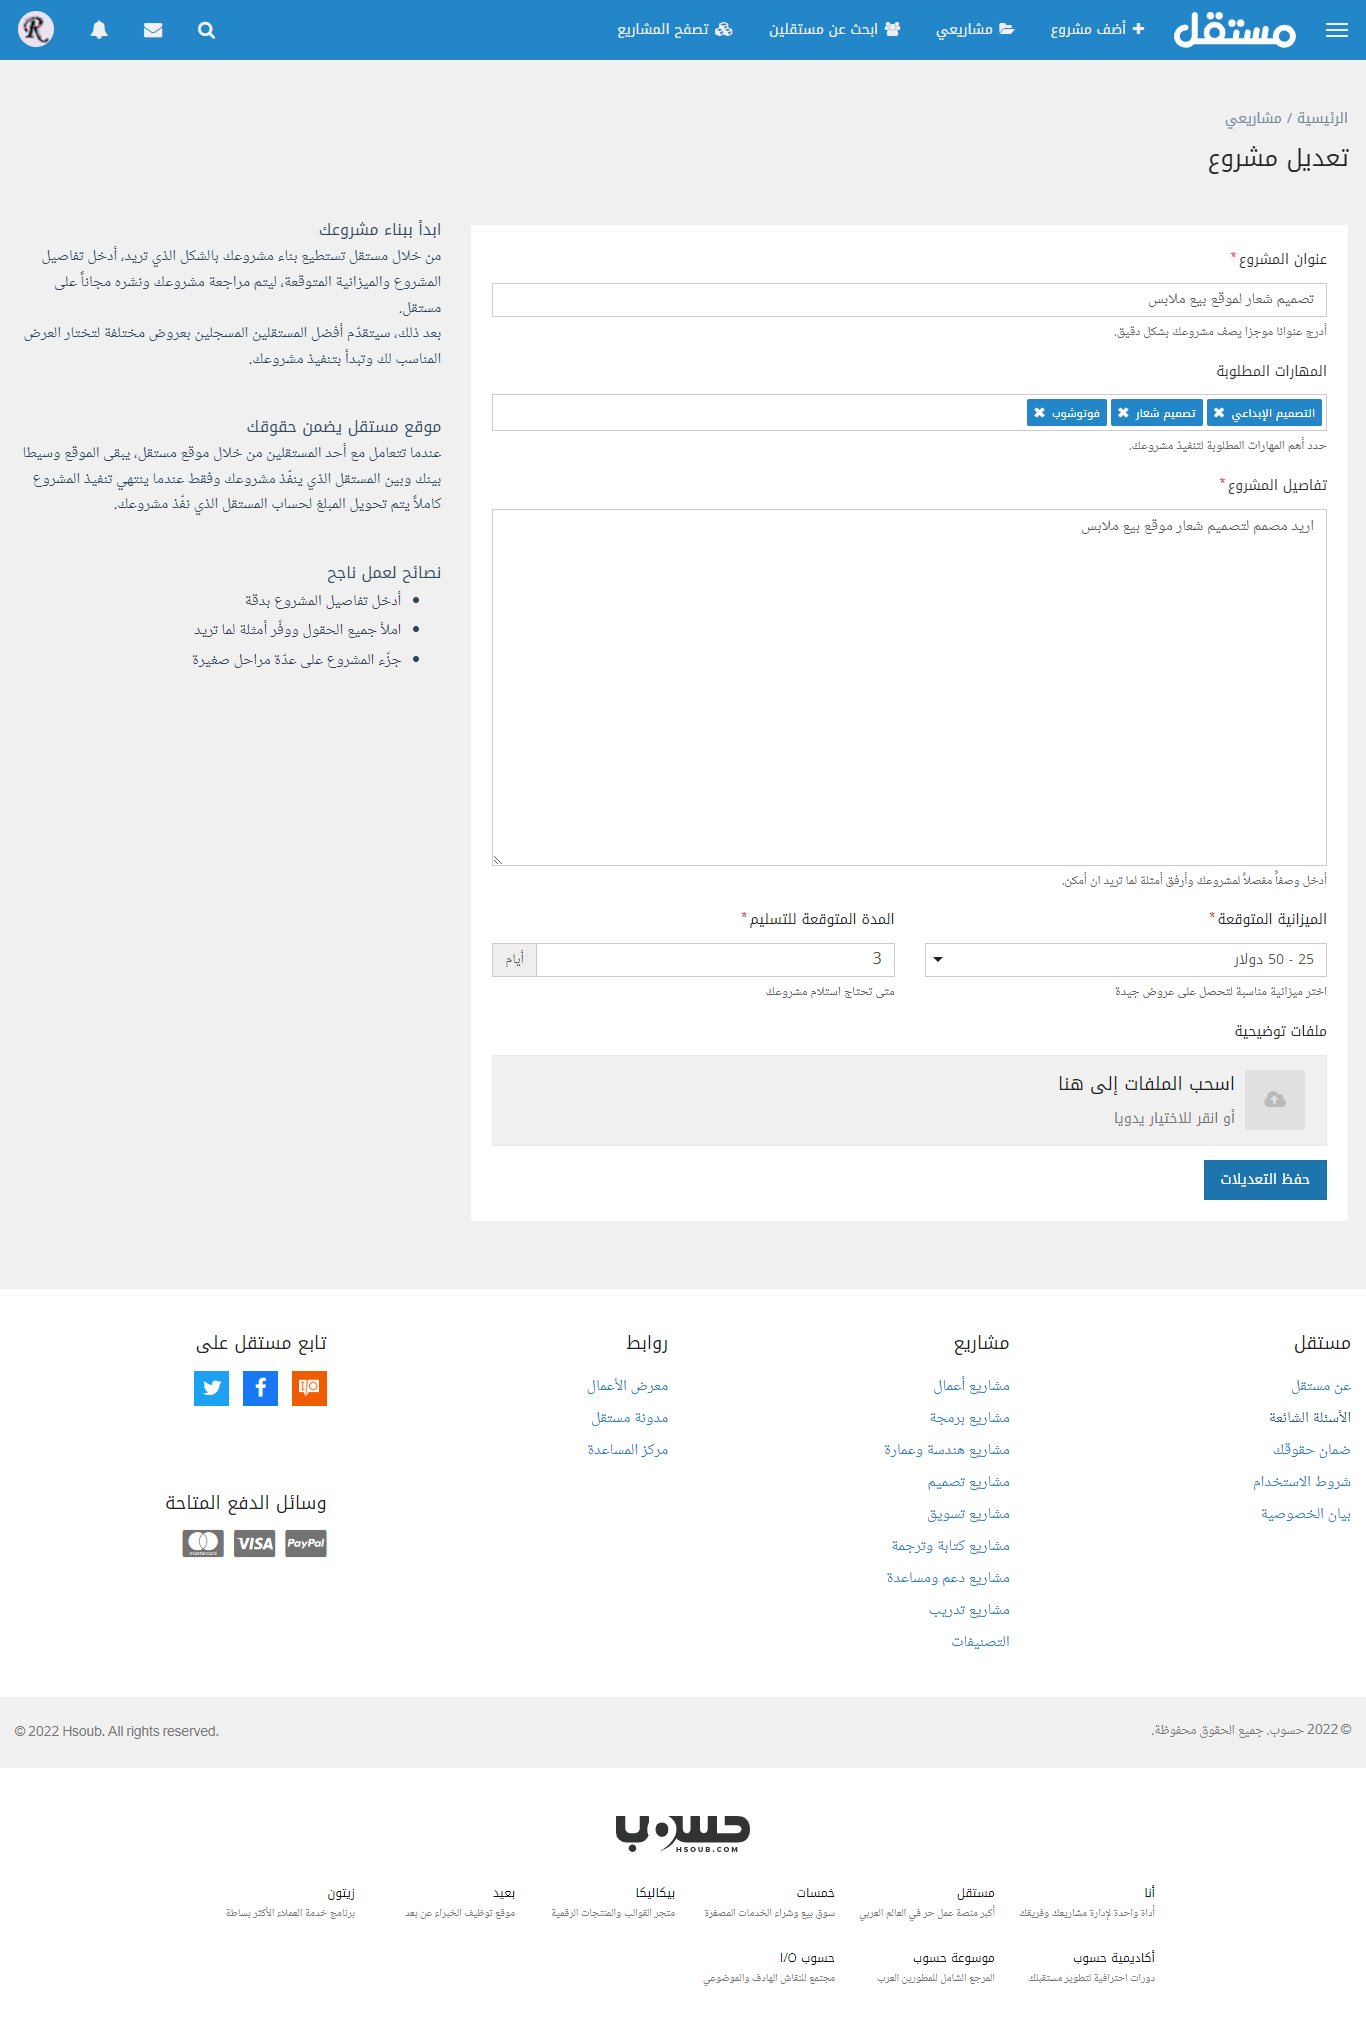 مستقل
أضف مشروع
مشاريعي
ابحث عن مستقلين
تصفح المشاريع
الرئيسية / مشاريعي
تعديل مشروع
عنوان المشروع*
تصميم شعار لموقع بيع ملابس
أدرج عنوانا موجزا يصف مشروعك بشكل دقيق.
المهارات المطلوبة
التصميم الإبداعي ✖ تصميم شعار ✖ فوتوشوب ✖
حدد أهم المهارات المطلوبة لتنفيذ مشروعك.
تفاصيل المشروع*
اريد مصمم لتصميم شعار موقع بيع ملابس
أدخل وصفاً مفصلاً لمشروعك وأرفق أمثلة لما تريد ان أمكن.
الميزانية المتوقعة*
25 - 50 دولار
اختر ميزانية مناسبة لتحصل على عروض جيدة
المدة المتوقعة للتسليم*
3 أيام
متى تحتاج استلام مشروعك
ملفات توضيحية
اسحب الملفات إلى هنا
أو انقر للاختيار يدويا
حفظ التعديلات
ابدأ ببناء مشروعك
من خلال مستقل تستطيع بناء مشروعك بالشكل الذي تريد، أدخل تفاصيل
المشروع والميزانية المتوقعة، ليتم مراجعة مشروعك ونشره مجاناً على
مستقل.
بعد ذلك، سيتقدّم أفضل المستقلين المسجلين بعروض مختلفة لتختار العرض
المناسب لك وتبدأ بتنفيذ مشروعك.
موقع مستقل يضمن حقوقك
عندما تتعامل مع أحد المستقلين من خلال موقع مستقل، يبقى الموقع وسيطا
بينك وبين المستقل الذي ينفّذ مشروعك وفقط عندما ينتهي تنفيذ المشروع
كاملاً يتم تحويل المبلغ لحساب المستقل الذي نفّذ مشروعك.
نصائح لعمل ناجح
• أدخل تفاصيل المشروع بدقة
• املأ جميع الحقول ووفّر أمثلة لما تريد
• جزّء المشروع على عدّة مراحل صغيرة
مستقل
عن مستقل
الأسئلة الشائعة
ضمان حقوقك
شروط الاستخدام
بيان الخصوصية
مشاريع
مشاريع أعمال
مشاريع برمجة
مشاريع هندسة وعمارة
مشاريع تصميم
مشاريع تسويق
مشاريع كتابة وترجمة
مشاريع دعم ومساعدة
مشاريع تدريب
التصنيفات
روابط
معرض الأعمال
مدونة مستقل
مركز المساعدة
تابع مستقل على
I/O
وسائل الدفع المتاحة
PayPal VISA mastercard
© 2022 حسوب. جميع الحقوق محفوظة.
© 2022 Hsoub. All rights reserved.
حسوب
HSOUB.COM
أنا
أداة واحدة لإدارة مشاريعك وفريقك
مستقل
أكبر منصة عمل حر في العالم العربي
خمسات
سوق بيع وشراء الخدمات المصغرة
بيكاليكا
متجر القوالب والمنتجات الرقمية
بعيد
موقع توظيف الخبراء عن بعد
زيتون
برنامج خدمة العملاء الأكثر بساطة
أكاديمية حسوب
دورات احترافية لتطوير مستقبلك
موسوعة حسوب
المرجع الشامل للمطورين العرب
حسوب I/O
مجتمع للنقاش الهادف والموضوعي